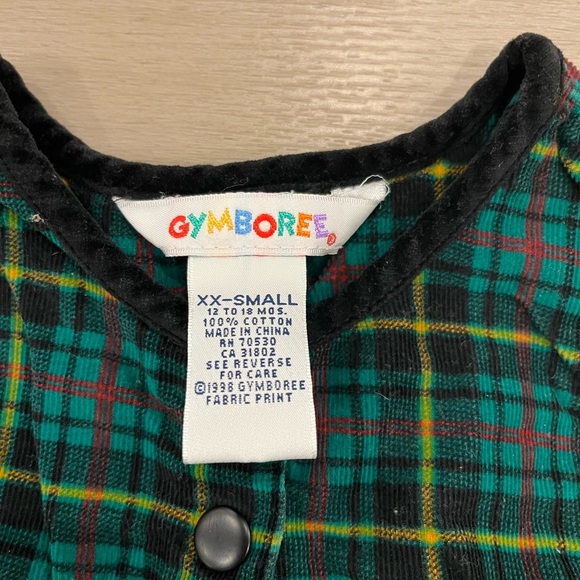 GYMBOREE®
XX-SMALL
12 TO 18 MOS.
100% COTTON
MADE IN CHINA
RN 70530
CA 31802
SEE REVERSE
FOR CARE
©1998 GYMBOREE
FABRIC PRINT